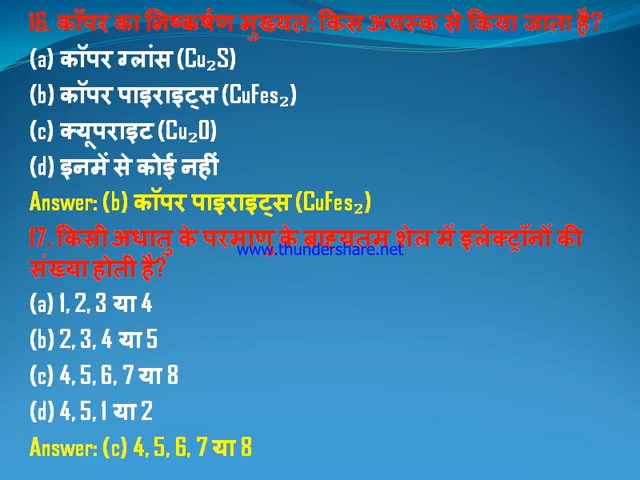 16. कॉपर का निष्कर्षण मुख्यतः किस अयस्क से किया जाता है?
(a) कॉपर ग्लांस (Cu₂S)
(b) कॉपर पाइराइट्स (CuFes₂)
(c) क्यूपराइट (Cu₂O)
(d) इनमें से कोई नहीं
Answer: (b) कॉपर पाइराइट्स (CuFes₂)
17. किसी अधातु के परमाणु के बाह्यतम शेल में इलेक्ट्रॉनों की
www.thundershare.net
संख्या होती है?
(a) 1, 2, 3 या 4
(b) 2, 3, 4 या 5
(c) 4, 5, 6, 7 या 8
(d) 4, 5, 1 या 2
Answer: (c) 4, 5, 6, 7 या 8